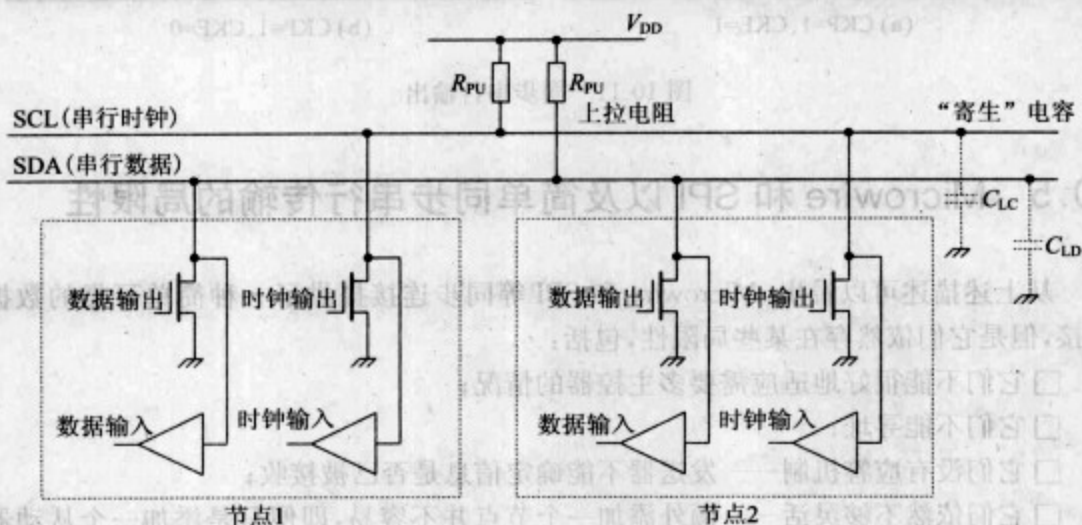 V_DD
R_PU
R_PU
上拉电阻
SCL(串行时钟)
“寄生”电容
SDA(串行数据)
C_LC
C_LD
数据输出
时钟输出
数据输出
时钟输出
数据输入
时钟输入
数据输入
时钟输入
节点1
节点2